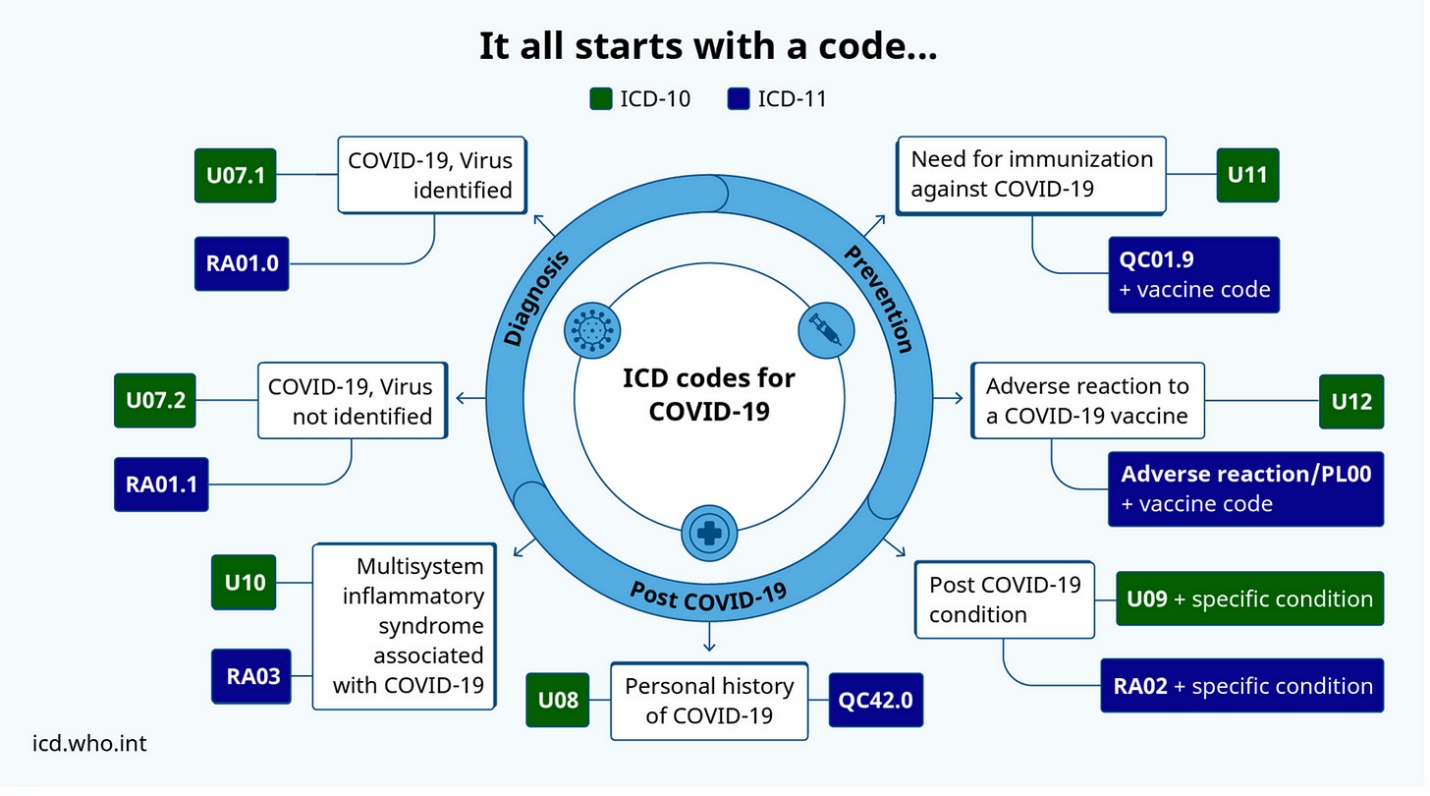 It all starts with a code...
ICD-10
ICD-11
U07.1
COVID-19, Virus
identified
RA01.0
Need for immunization
against COVID-19
U11
QC01.9
+ vaccine code
Diagnosis
Prevention
ICD codes for
COVID-19
U07.2
COVID-19, Virus
not identified
RA01.1
Adverse reaction to
a COVID-19 vaccine
U12
Adverse reaction/PL00
+ vaccine code
U10
Multisystem
inflammatory
syndrome
associated
with COVID-19
RA03
Post COVID-19
Post COVID-19
condition
U09 + specific condition
RA02 + specific condition
U08
Personal history
of COVID-19
QC42.0
icd.who.int